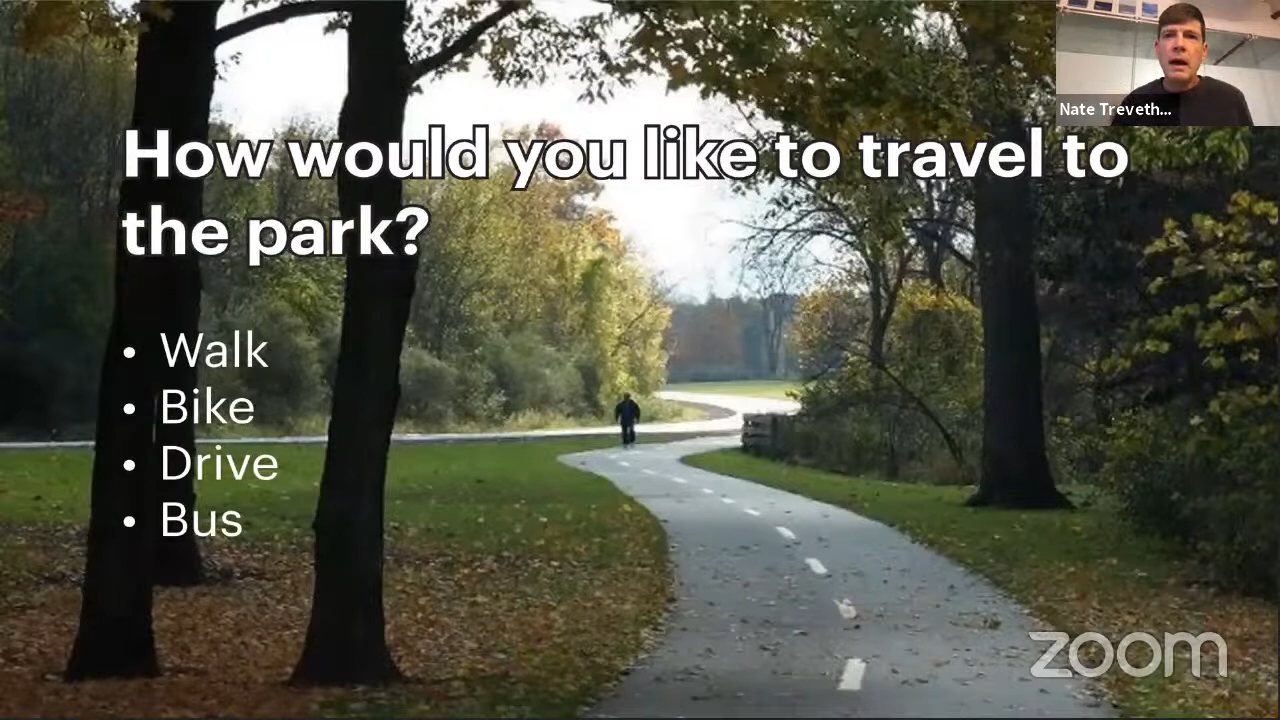 Nate Treveth...
How would you like to travel to
the park?
• Walk
• Bike
• Drive
• Bus
zoom